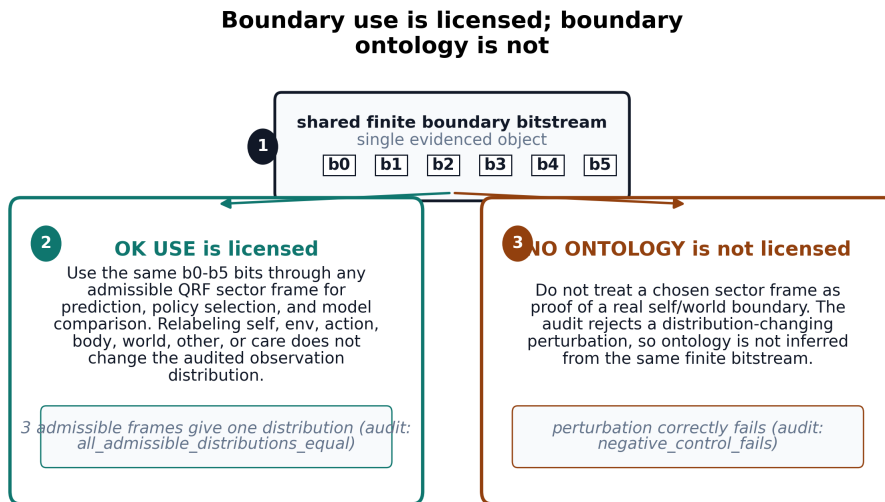 Boundary use is licensed; boundary
ontology is not
shared finite boundary bitstream
single evidenced object
1
b0 b1 b2 b3 b4 b5
2
OK USE is licensed
Use the same b0-b5 bits through any
admissible QRF sector frame for
prediction, policy selection, and model
comparison. Relabeling self, env, action,
body, world, other, or care does not
change the audited observation
distribution.
3 admissible frames give one distribution (audit:
all_admissible_distributions_equal)
3
NO ONTOLOGY is not licensed
Do not treat a chosen sector frame as
proof of a real self/world boundary. The
audit rejects a distribution-changing
perturbation, so ontology is not inferred
from the same finite bitstream.
perturbation correctly fails (audit:
negative_control_fails)